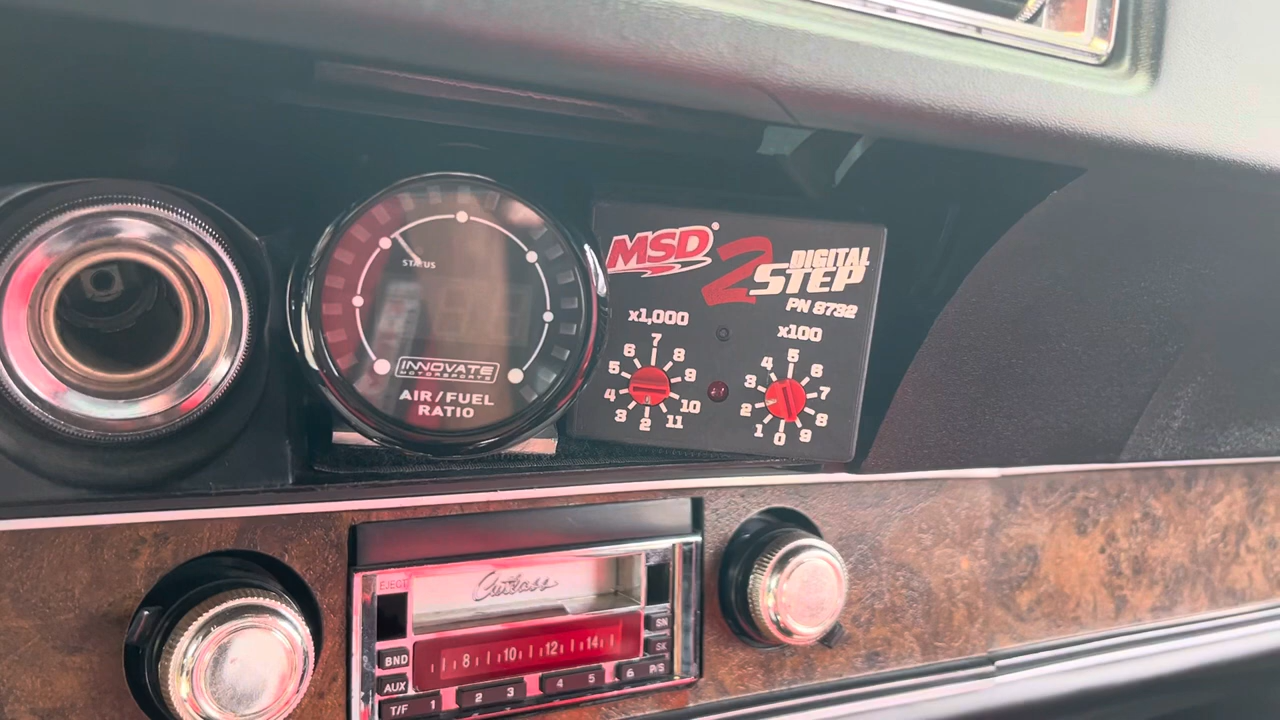 STATUS
INNOVATE
MOTORSPORTS
AIR/FUEL
RATIO
MSD
2
DIGITAL
STEP
PN 8732
x1,000
2 3 4 5 6 7 8 9 10 11
x100
0 1 2 3 4 5 6 7 8 9
EJECT
Cutlass
8 10 12 14
BND
AUX
T/F 1
2 3
4 5
6 P/S
SN
SK